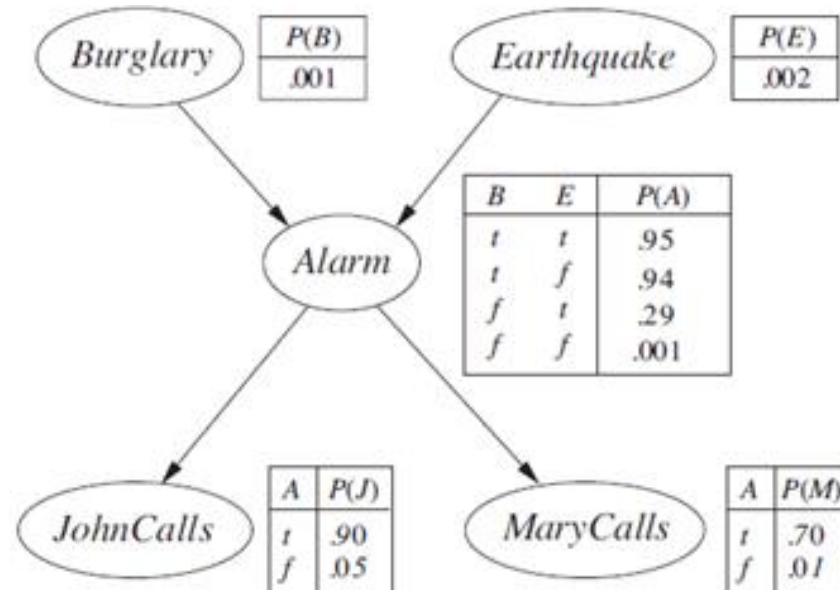 Burglary
P(B)
.001
Earthquake
P(E)
.002
Alarm
B E P(A)
t t .95
t f .94
f t .29
f f .001
JohnCalls
A P(J)
t .90
f .05
MaryCalls
A P(M)
t .70
f .01